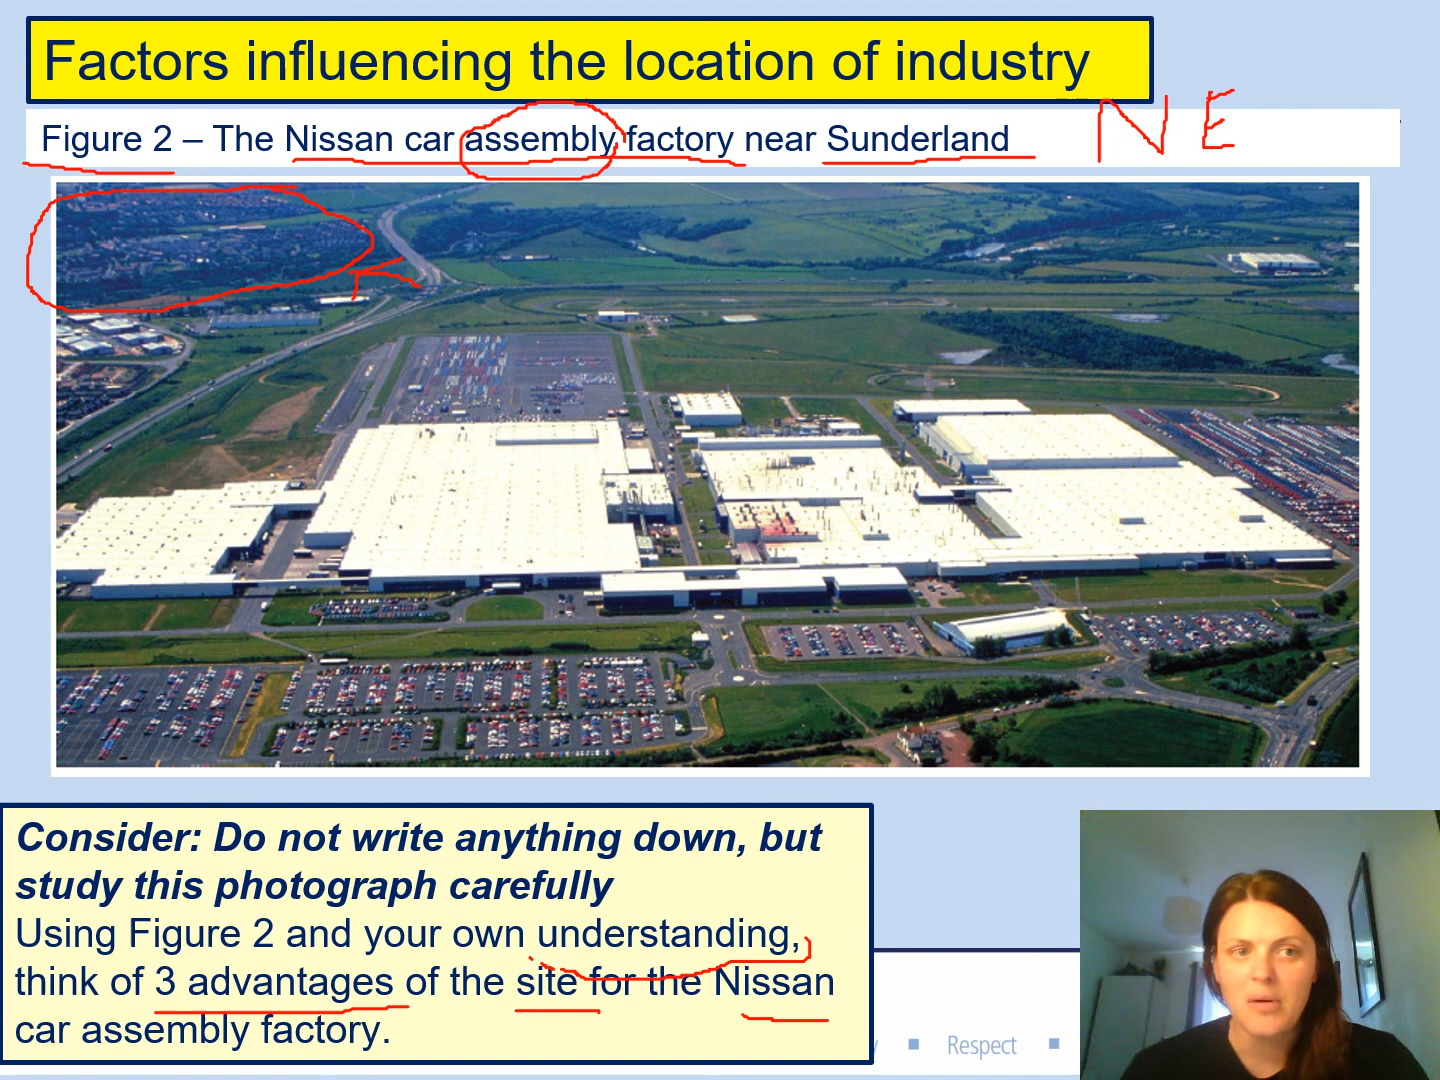 Factors influencing the location of industry
Figure 2 – The Nissan car assembly factory near Sunderland
NE
Consider: Do not write anything down, but
study this photograph carefully
Using Figure 2 and your own understanding,
think of 3 advantages of the site for the Nissan
car assembly factory.
Respect